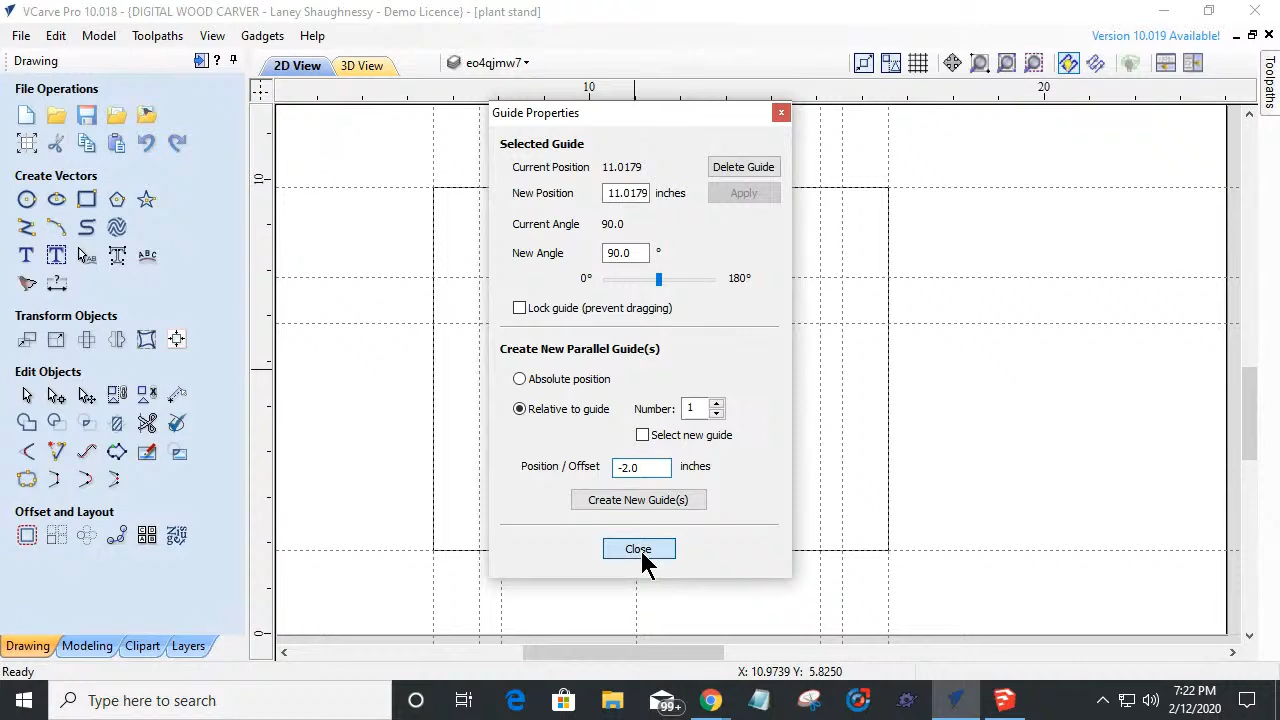 VCarve Pro 10.018 - {DIGITAL WOOD CARVER - Laney Shaughnessy - Demo Licence} - [plant stand]
File Edit Model Toolpaths View Gadgets Help
Version 10.019 Available!
Drawing
2D View
3D View
eo4qjmw7
Toolpaths
File Operations
Create Vectors
Transform Objects
Edit Objects
Offset and Layout
10
20
10
0
Guide Properties
Selected Guide
Current Position 11.0179 Delete Guide
New Position 11.0179 inches Apply
Current Angle 90.0
New Angle 90.0 °
0° 180°
Lock guide (prevent dragging)
Create New Parallel Guide(s)
Absolute position
Relative to guide Number: 1
Select new guide
Position / Offset -2.0 inches
Create New Guide(s)
Close
Drawing Modeling Clipart Layers
Ready
X: 10.9739 Y: 5.8250
Type here to search
99+
7:22 PM
2/12/2020